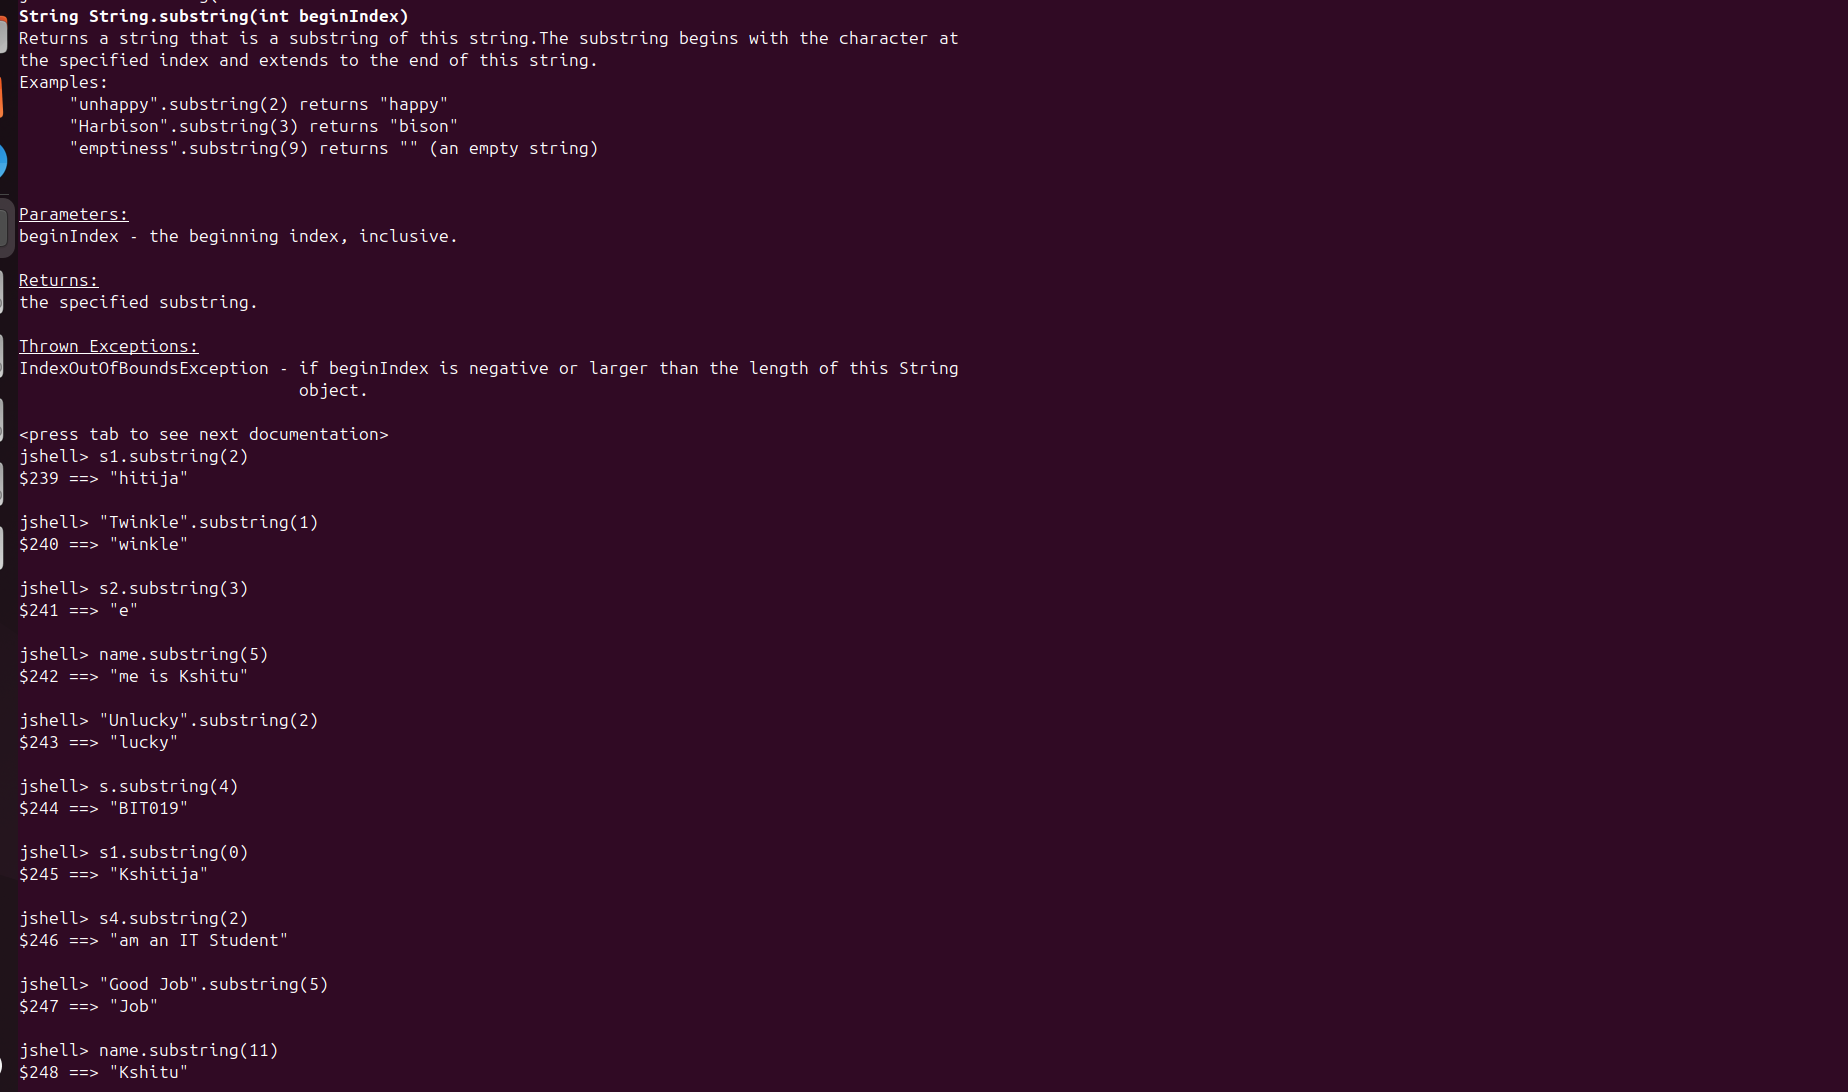 String String.substring(int beginIndex)
Returns a string that is a substring of this string.The substring begins with the character at
the specified index and extends to the end of this string.
Examples:
"unhappy".substring(2) returns "happy"
"Harbison".substring(3) returns "bison"
"emptiness".substring(9) returns "" (an empty string)
Parameters:
beginIndex - the beginning index, inclusive.
Returns:
the specified substring.
Thrown Exceptions:
IndexOutOfBoundsException - if beginIndex is negative or larger than the length of this String
object.
<press tab to see next documentation>
jshell> s1.substring(2)
$239 ==> "hitija"
jshell> "Twinkle".substring(1)
$240 ==> "winkle"
jshell> s2.substring(3)
$241 ==> "e"
jshell> name.substring(5)
$242 ==> "me is Kshitu"
jshell> "Unlucky".substring(2)
$243 ==> "lucky"
jshell> s.substring(4)
$244 ==> "BIT019"
jshell> s1.substring(0)
$245 ==> "Kshitija"
jshell> s4.substring(2)
$246 ==> "am an IT Student"
jshell> "Good Job".substring(5)
$247 ==> "Job"
jshell> name.substring(11)
$248 ==> "Kshitu"